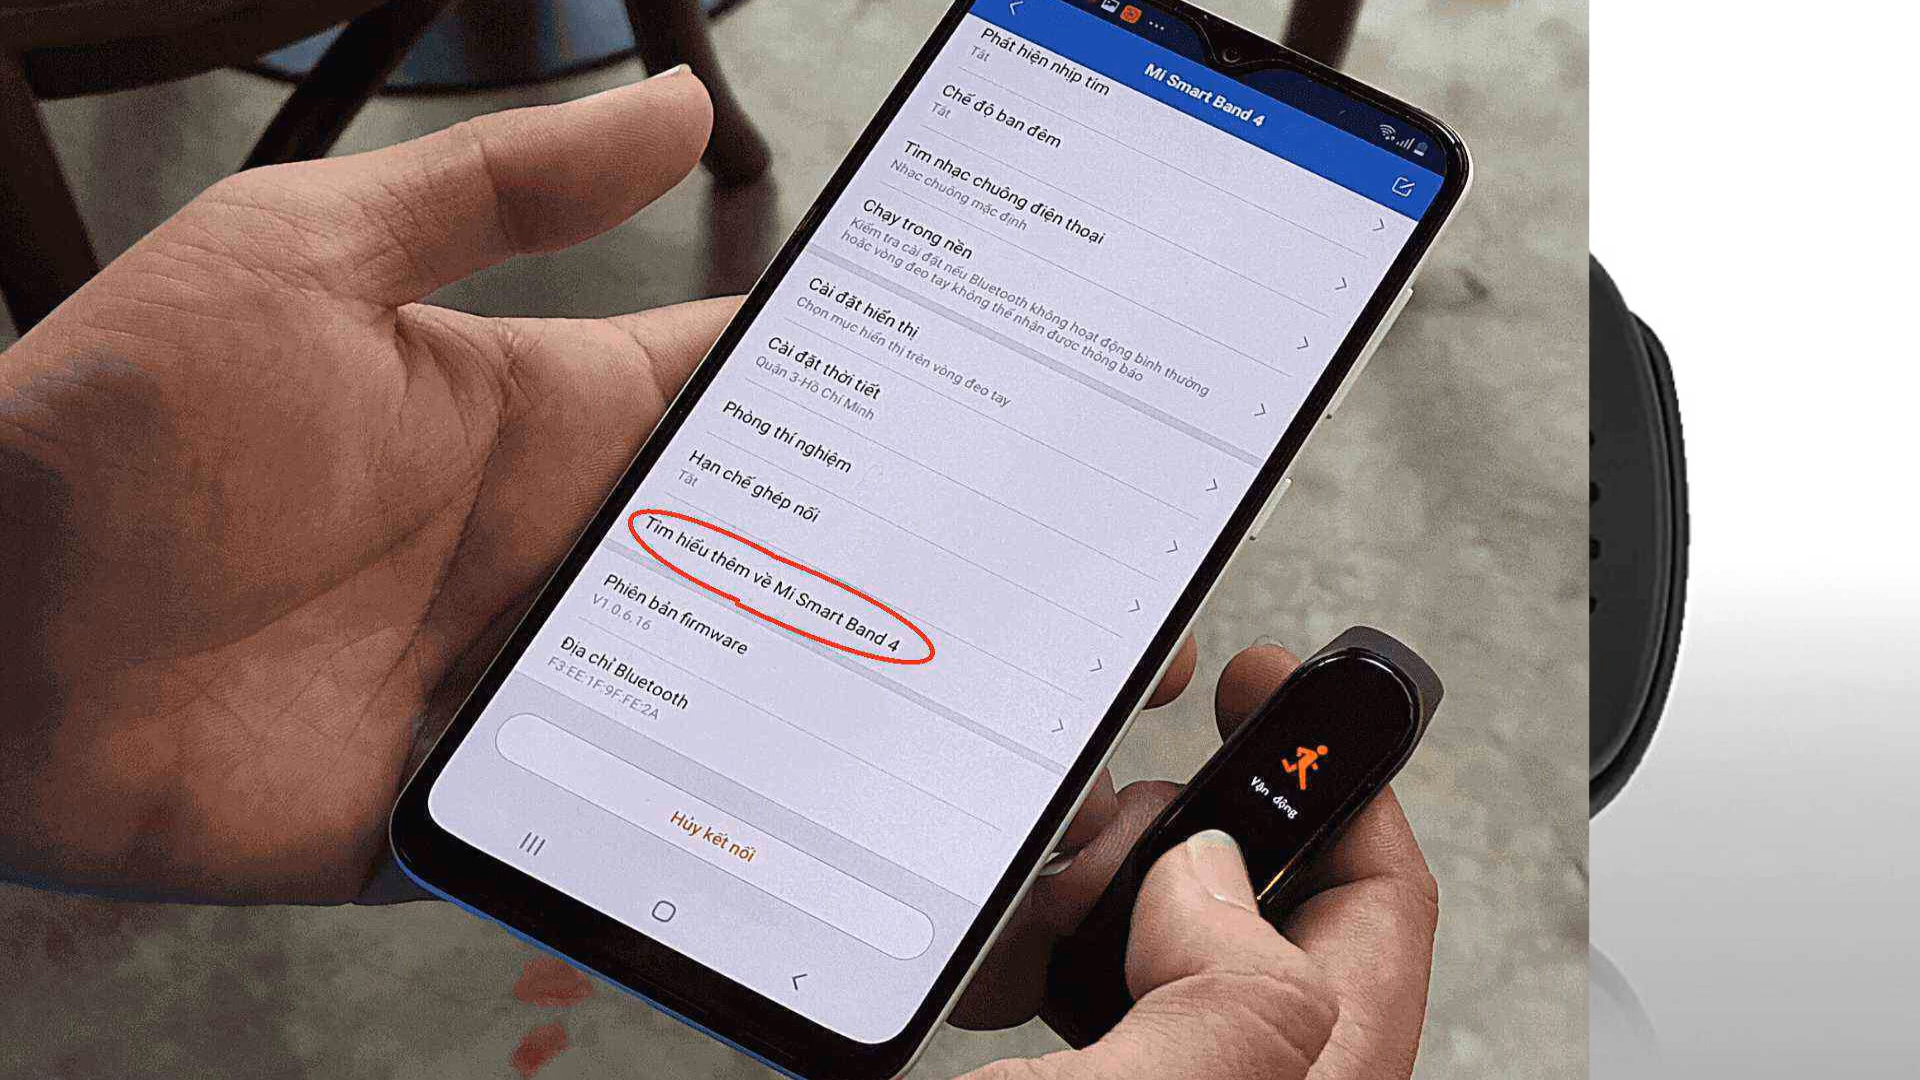 Mi Smart Band 4
Phát hiện nhịp tim
Tắt
Chế độ ban đêm
Tắt
Tìm nhạc chuông điện thoại
Nhạc chuông mặc định
Chạy trong nền
Kiểm tra cài đặt nếu Bluetooth không hoạt động bình thường
hoặc vòng đeo tay không thể nhận được thông báo
Cài đặt hiển thị
Chọn mục hiển thị trên vòng đeo tay
Cài đặt thời tiết
Quận 3-Hồ Chí Minh
Phòng thí nghiệm
Hạn chế ghép nối
Tắt
Tìm hiểu thêm về Mi Smart Band 4
Phiên bản firmware
V1.0.6.16
Địa chỉ Bluetooth
F3:EE:1F:9F:FE:2A
Hủy kết nối
Vận động